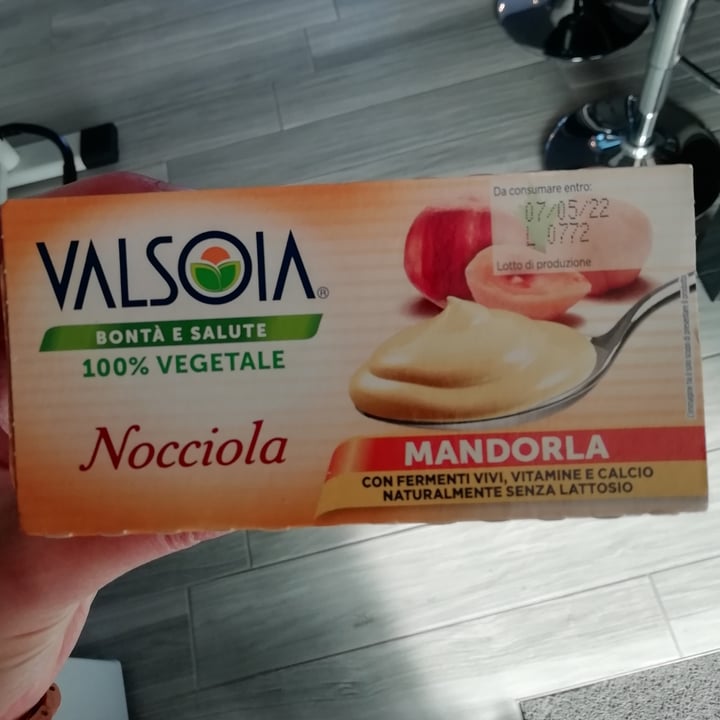 VALSOIA®
BONTÀ E SALUTE
100% VEGETALE
Nocciola
Da consumare entro:
07/05/22
L 0772
Lotto di produzione
MANDORLA
CON FERMENTI VIVI, VITAMINE E CALCIO
NATURALMENTE SENZA LATTOSIO